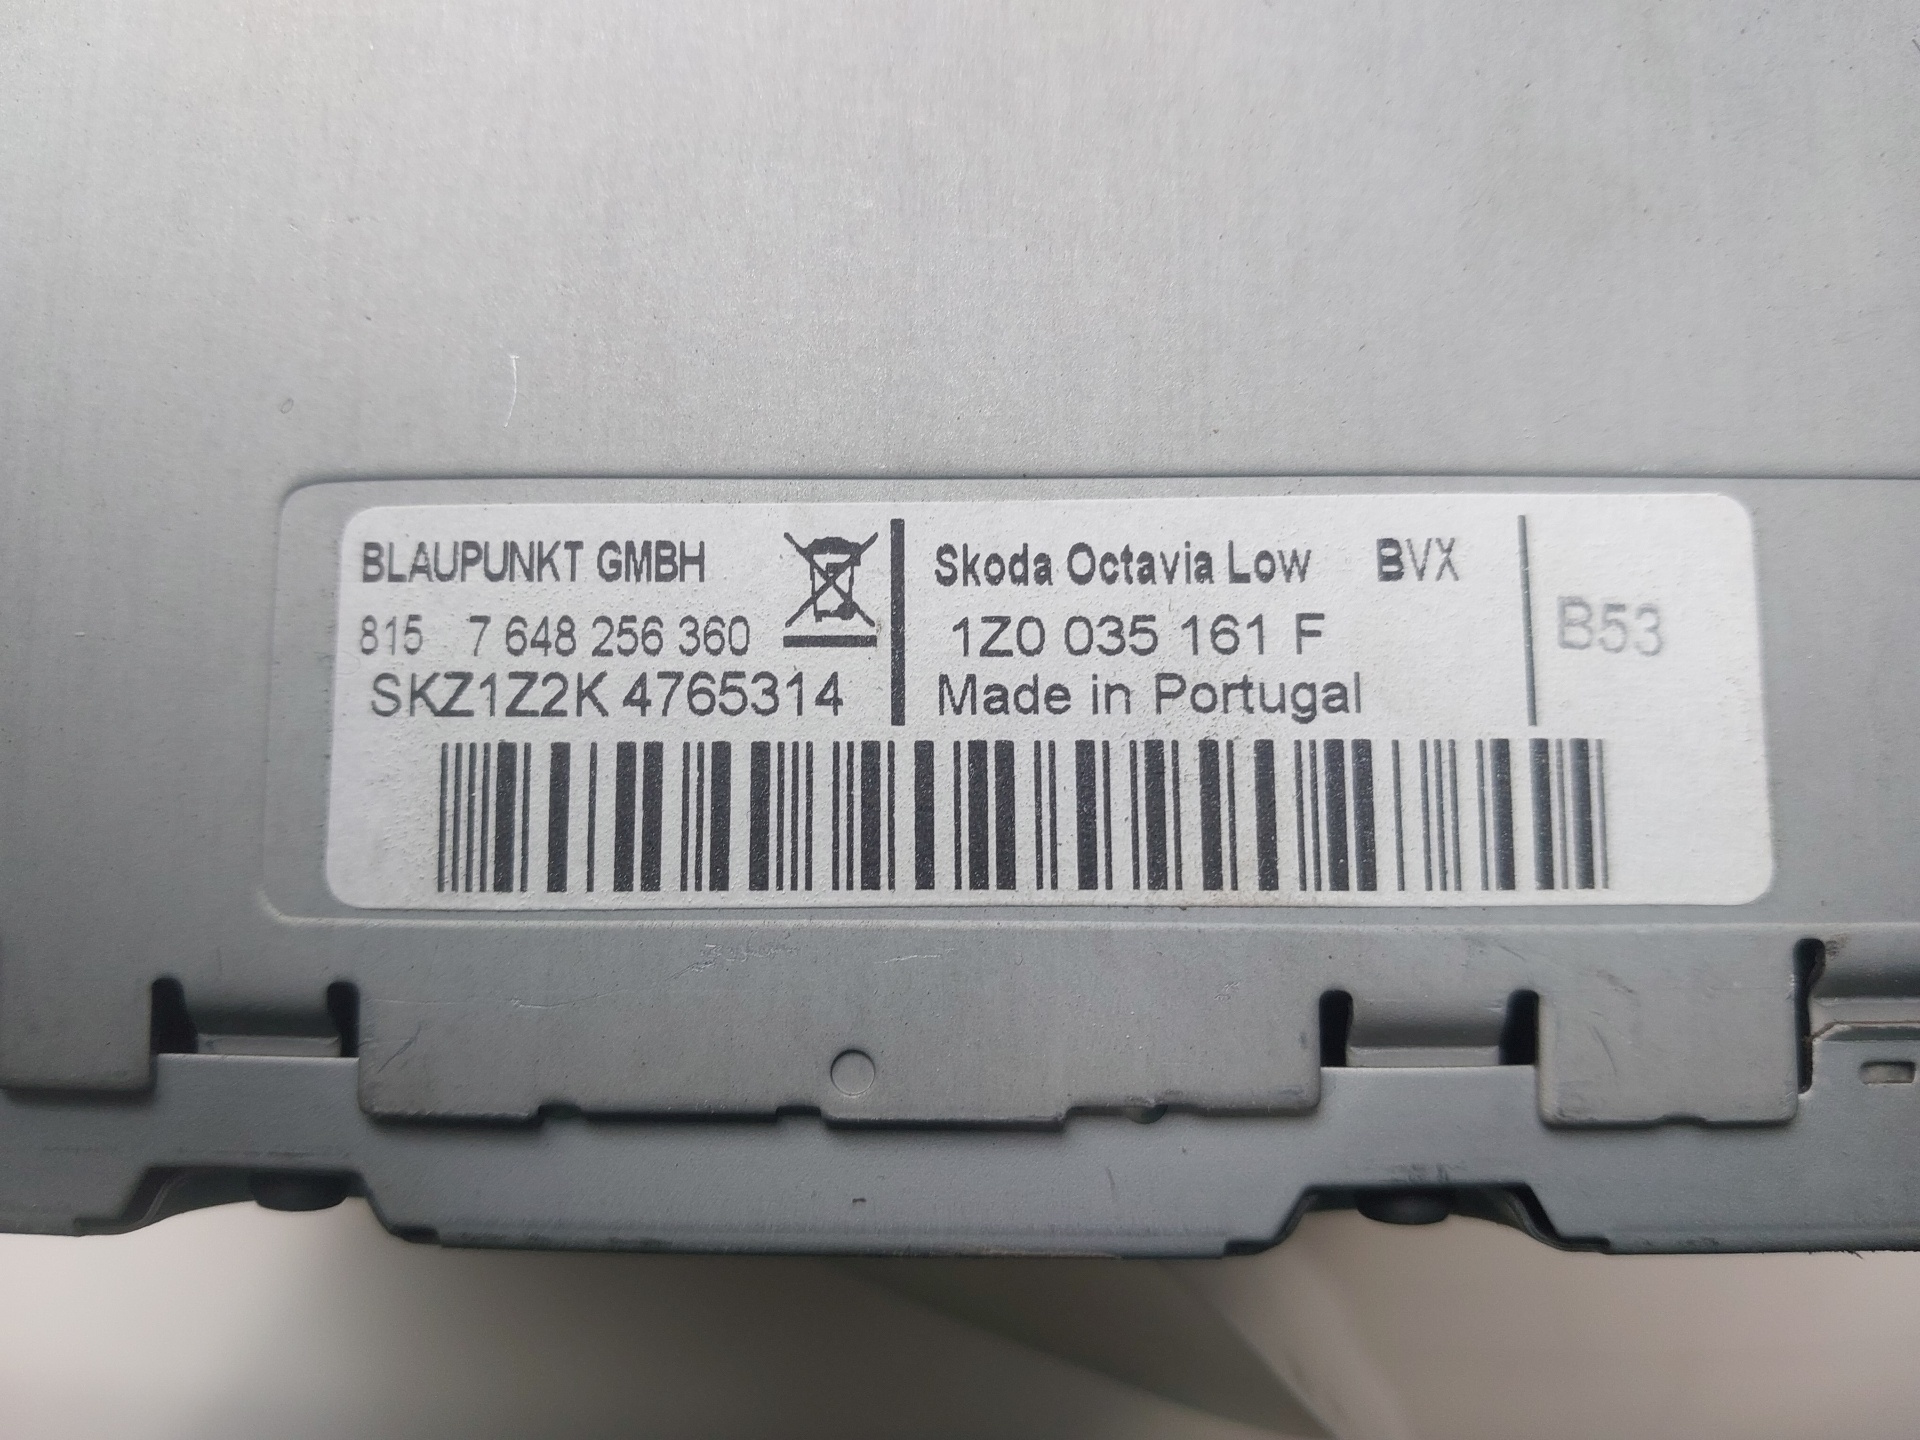 BLAUPUNKT GMBH
815 7 648 256 360
SKZ1Z2K 4765314
Skoda Octavia Low BVX
1Z0 035 161 F
Made in Portugal
B53